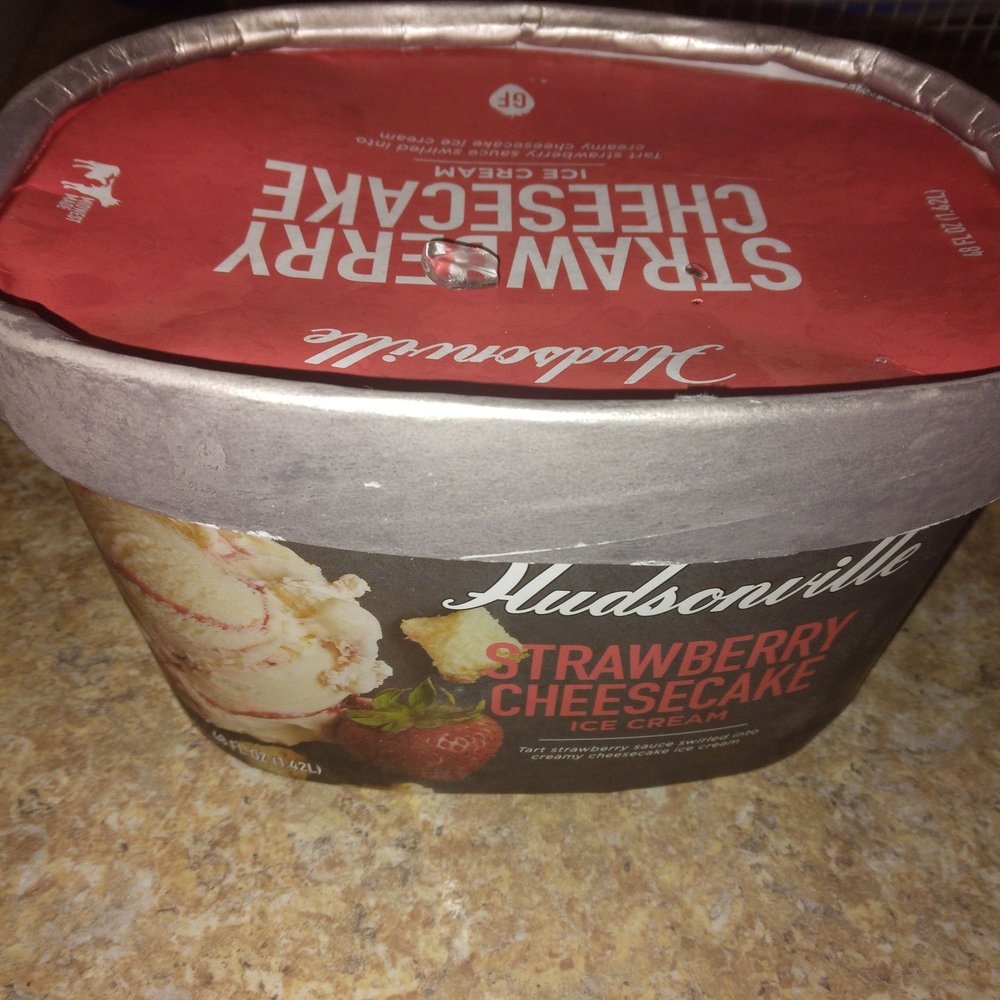 Hudsonville
STRAWBERRY
CHEESECAKE
ICE CREAM
Tart strawberry sauce swirled into
creamy cheesecake ice cream
GF
MIDWEST
MADE
48 FL OZ (1.42L)
Hudsonville
STRAWBERRY
CHEESECAKE
ICE CREAM
Tart strawberry sauce swirled into
creamy cheesecake ice cream
48 FL OZ (1.42L)